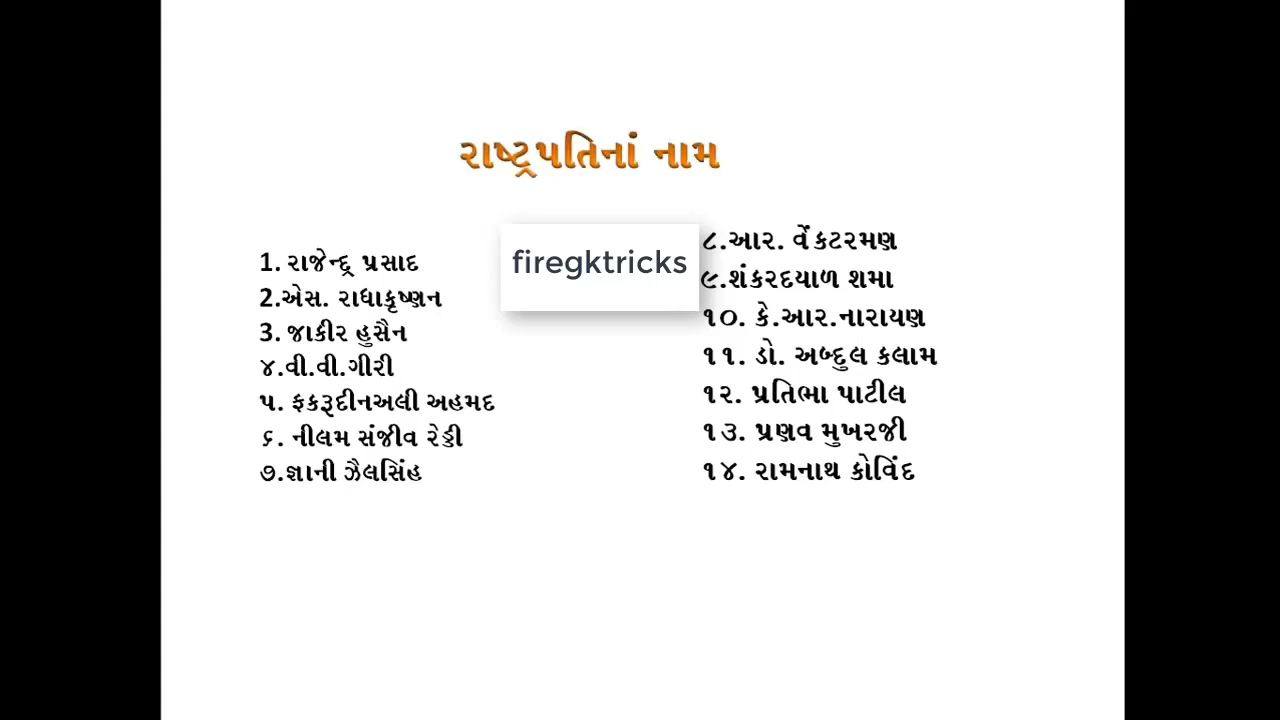 રાષ્ટ્રપતિનાં નામ
firegktricks
1. રાજેન્દ્ર પ્રસાદ
2.એસ. રાધાકૃષ્ણન
3. જાકીર હુસૈન
૪.વી.વી.ગીરી
૫. ફકરૂદીનઅલી અહમદ
૬. નીલમ સંજીવ રેડ્ડી
૭.જ્ઞાની ઝૈલસિંહ
૮.આર. વેંકટરમણ
૯.શંકરદયાળ શમા
૧૦. કે.આર.નારાયણ
૧૧. ડો. અબ્દુલ કલામ
૧૨. પ્રતિભા પાટીલ
૧૩. પ્રણવ મુખરજી
૧૪. રામનાથ કોવિંદ